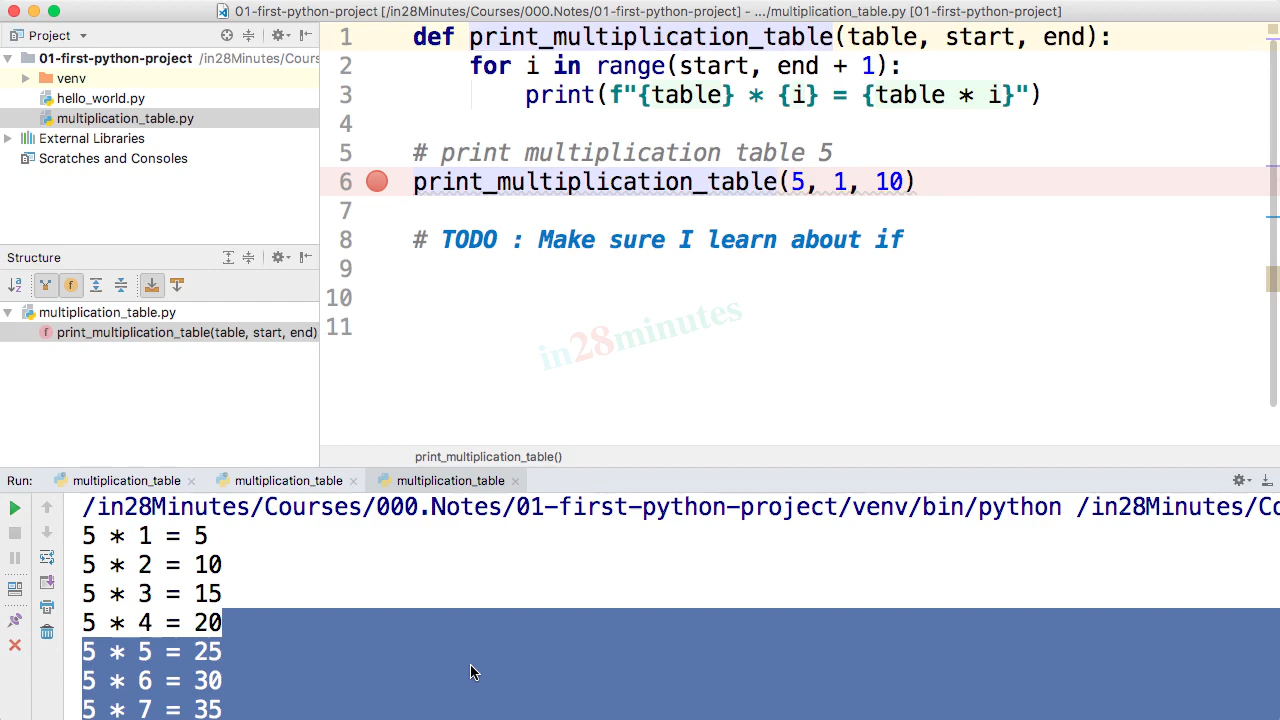 01-first-python-project [/in28Minutes/Courses/000.Notes/01-first-python-project] - .../multiplication_table.py [01-first-python-project]
Project
01-first-python-project /in28Minutes/Cours
venv
hello_world.py
multiplication_table.py
External Libraries
Scratches and Consoles
Structure
multiplication_table.py
print_multiplication_table(table, start, end)
1 def print_multiplication_table(table, start, end):
2 for i in range(start, end + 1):
3 print(f"{table} * {i} = {table * i}")
4
5 # print multiplication table 5
6 print_multiplication_table(5, 1, 10)
7
8 # TODO : Make sure I learn about if
9
10
11
in28minutes
print_multiplication_table()
Run: multiplication_table multiplication_table multiplication_table
/in28Minutes/Courses/000.Notes/01-first-python-project/venv/bin/python /in28Minutes/Co
5 * 1 = 5
5 * 2 = 10
5 * 3 = 15
5 * 4 = 20
5 * 5 = 25
5 * 6 = 30
5 * 7 = 35